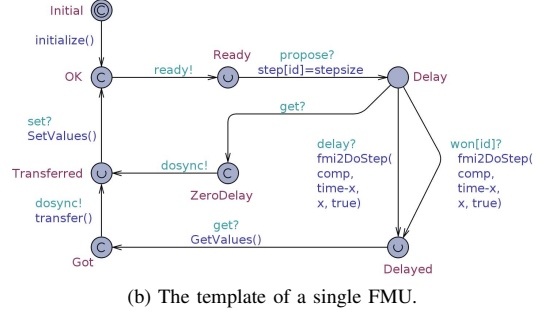 Initial
initialize()
Ready
propose?
OK
ready!
step[id]=stepsize
Delay
get?
set?
SetValues()
delay?
fmi2DoStep(
comp,
time-x,
x, true)
won[id]?
fmi2DoStep(
comp,
time-x,
x, true)
Transferred
dosync!
ZeroDelay
dosync!
transfer()
get?
GetValues()
Got
Delayed
(b) The template of a single FMU.